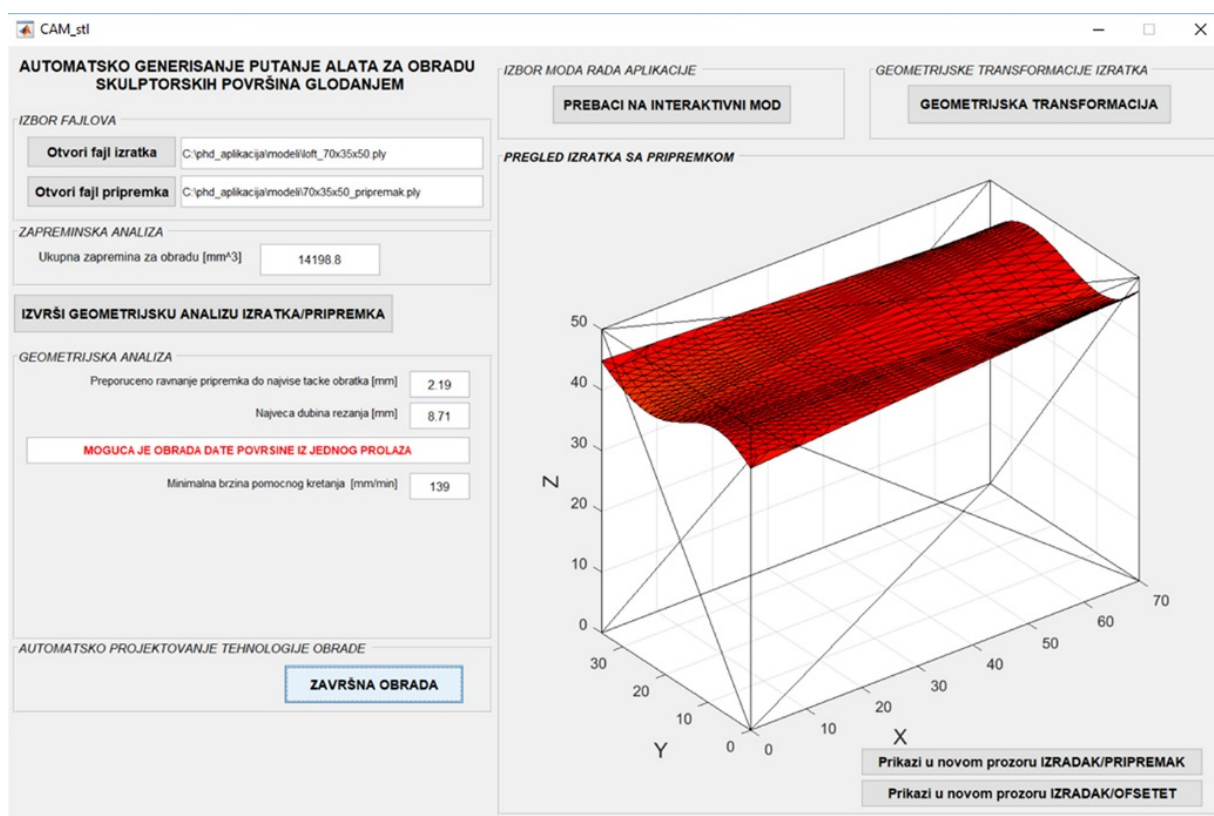 CAM_stl
AUTOMATSKO GENERISANJE PUTANJE ALATA ZA OBRADU
SKULPTORSKIH POVRŠINA GLODANJEM
IZBOR FAJLOVA
Otvori fajl izratka
C:\phd_aplikacija\modeli\loft_70x35x50.ply
Otvori fajl pripremka
C:\phd_aplikacija\modeli\70x35x50_pripremak.ply
ZAPREMINSKA ANALIZA
Ukupna zapremina za obradu [mm^3]
14198.8
IZVRŠI GEOMETRIJSKU ANALIZU IZRATKA/PRIPREMKA
GEOMETRIJSKA ANALIZA
Preporuceno ravnanje pripremka do najvise tacke obratka [mm]
2.19
Najveca dubina rezanja [mm]
8.71
MOGUCA JE OBRADA DATE POVRSINE IZ JEDNOG PROLAZA
Minimalna brzina pomocnog kretanja [mm/min]
139
AUTOMATSKO PROJEKTOVANJE TEHNOLOGIJE OBRADE
ZAVRŠNA OBRADA
IZBOR MODA RADA APLIKACIJE
PREBACI NA INTERAKTIVNI MOD
GEOMETRIJSKE TRANSFORMACIJE IZRATKA
GEOMETRIJSKA TRANSFORMACIJA
PREGLED IZRATKA SA PRIPREMKOM
50
40
30
20
10
0
Z
30
20
10
0
Y
0
10
20
30
40
50
60
70
X
Prikazi u novom prozoru IZRADAK/PRIPREMAK
Prikazi u novom prozoru IZRADAK/OFSETET